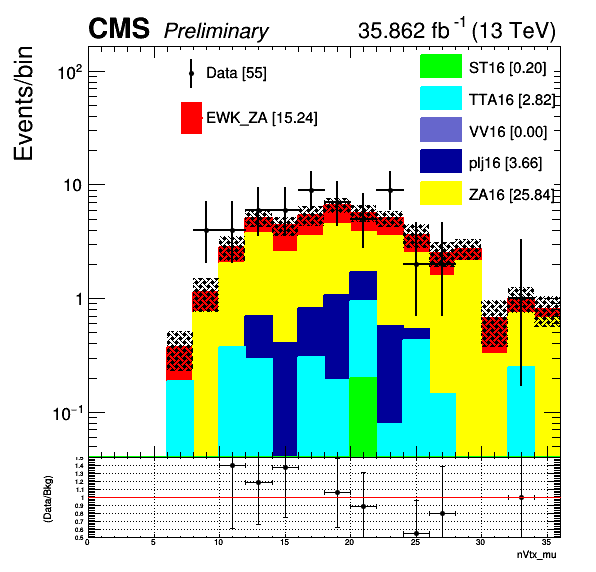 CMS Preliminary 35.862 fb⁻¹ (13 TeV)
Events/bin
10²
10
1
10⁻¹
Data [55]
EWK_ZA [15.24]
ST16 [0.20]
TTA16 [2.82]
VV16 [0.00]
plj16 [3.66]
ZA16 [25.84]
(Data/Bkg)
1.5
1.4
1.3
1.2
1.1
1
0.9
0.8
0.7
0.6
0.5
0 5 10 15 20 25 30 35
nVtx_mu